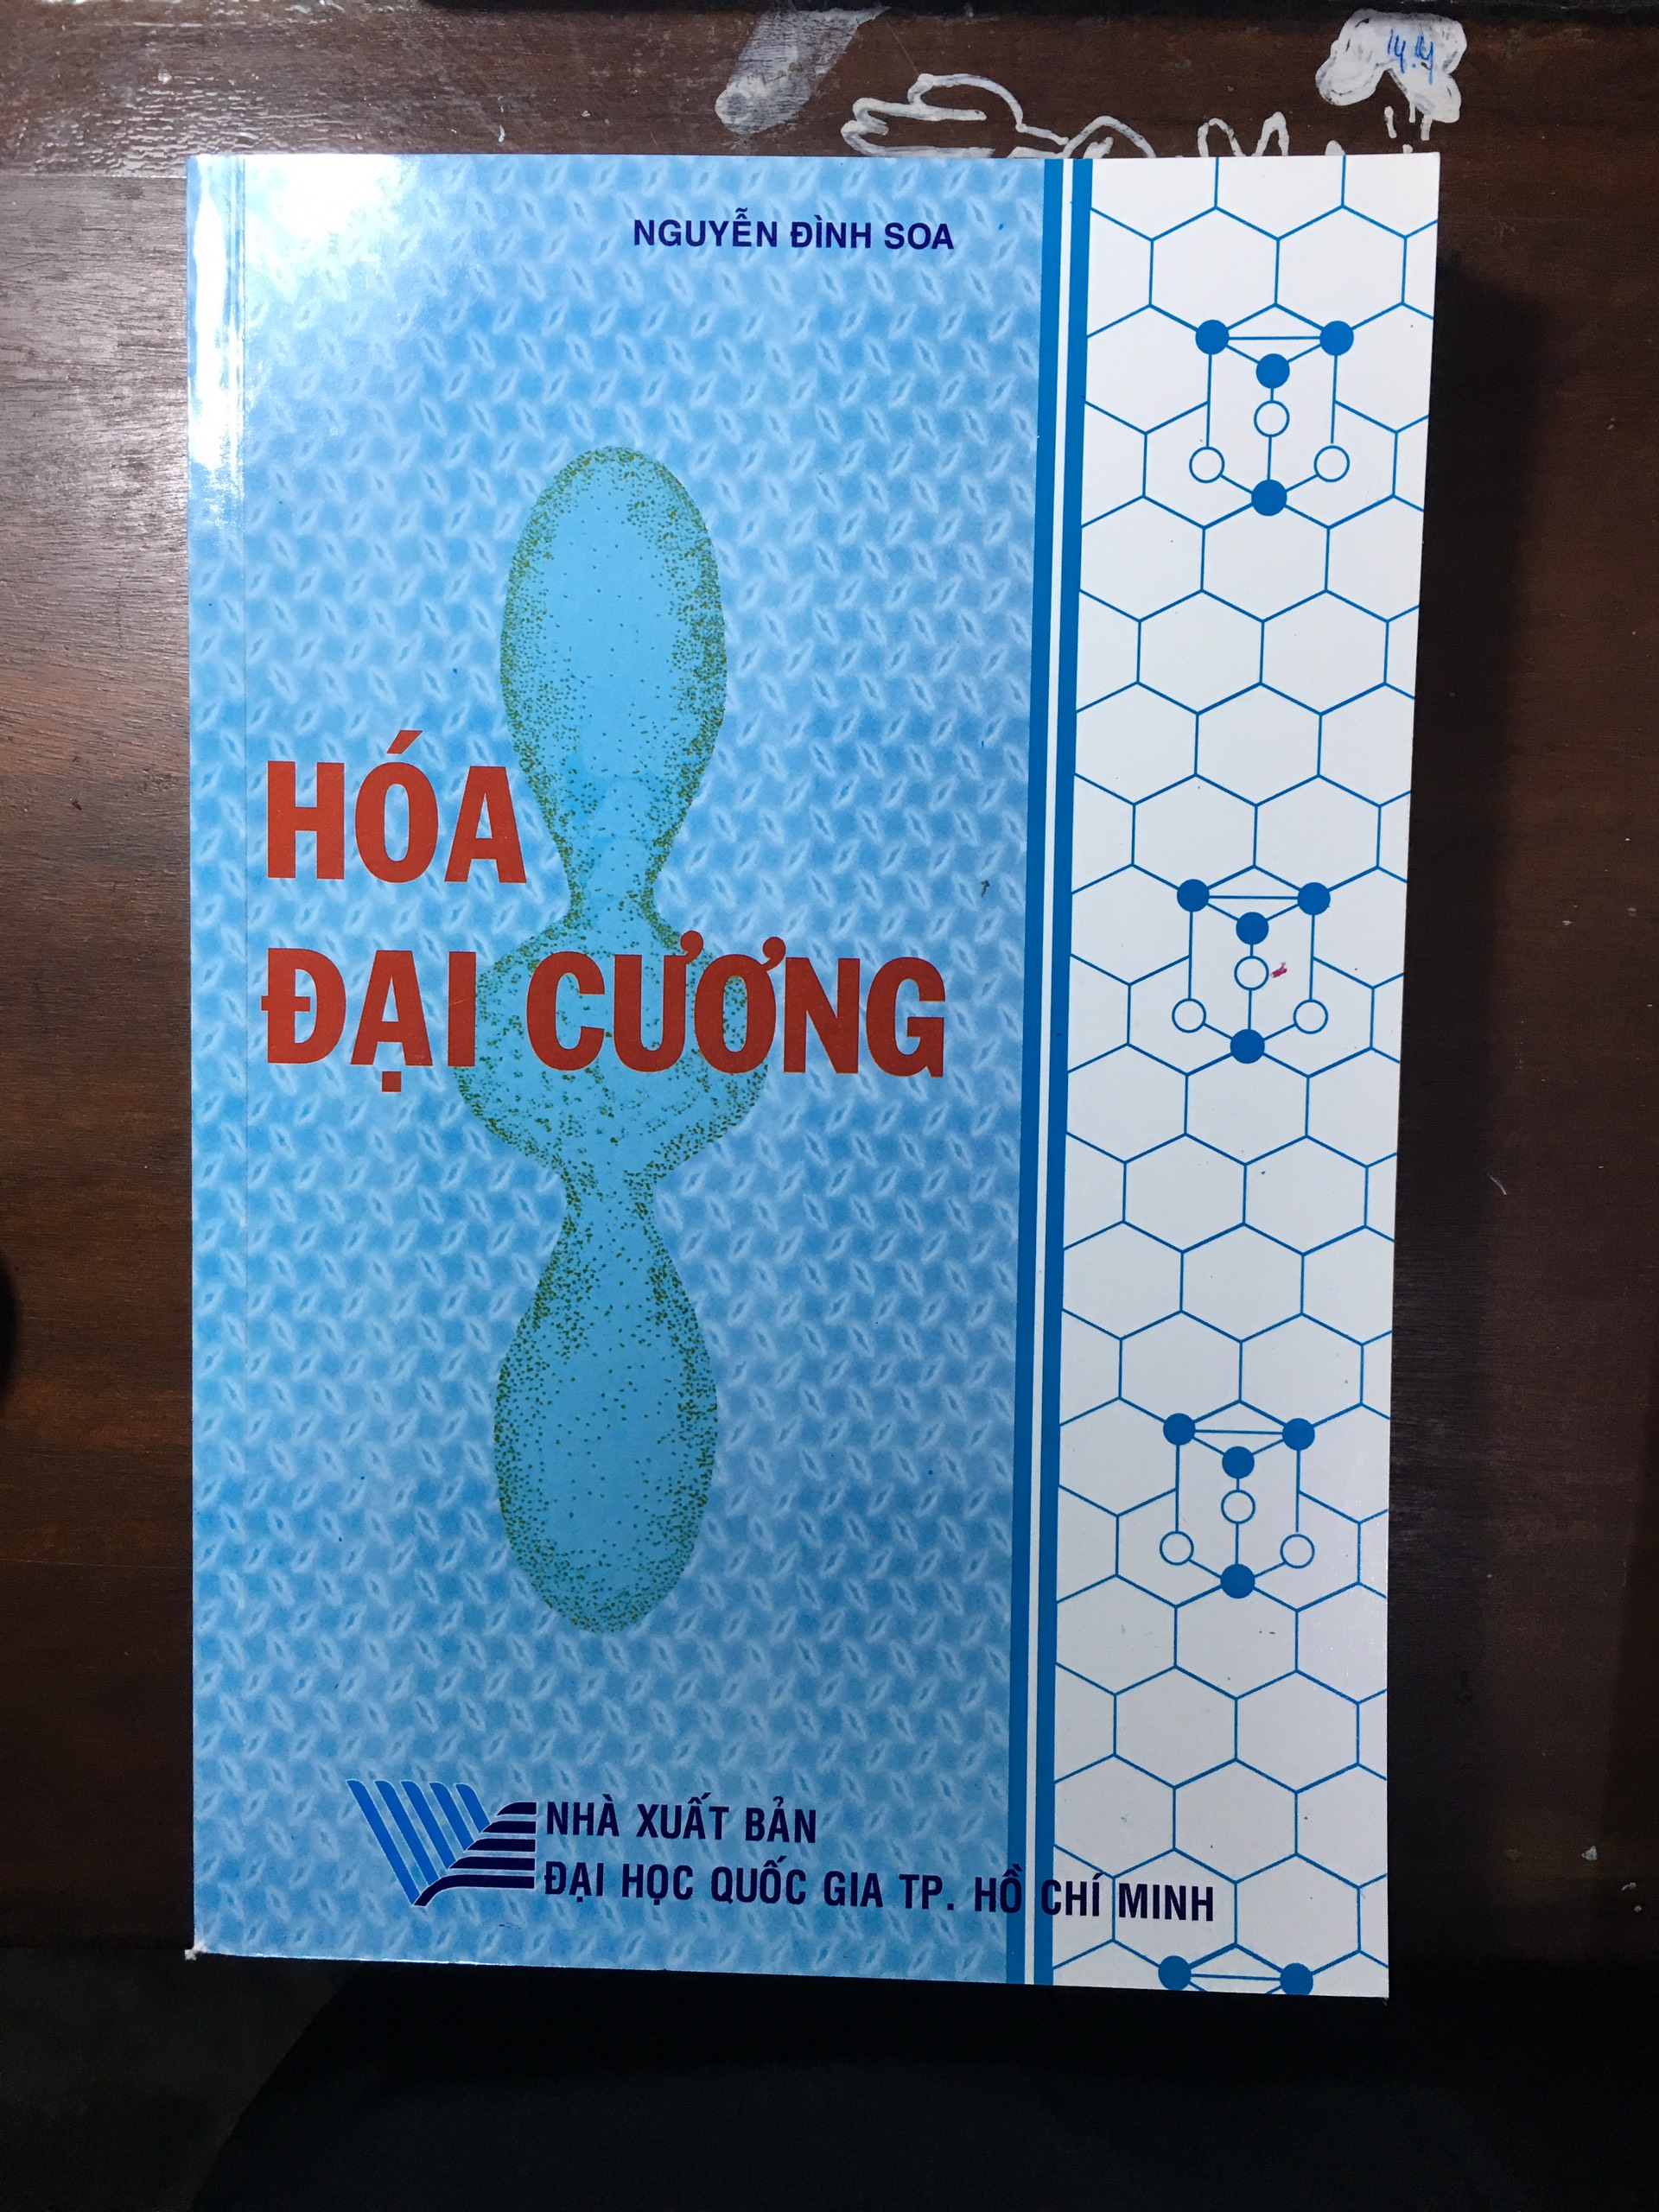 NGUYỄN ĐÌNH SOA
HÓA
ĐẠI CƯƠNG
NHÀ XUẤT BẢN
ĐẠI HỌC QUỐC GIA TP. HỒ CHÍ MINH